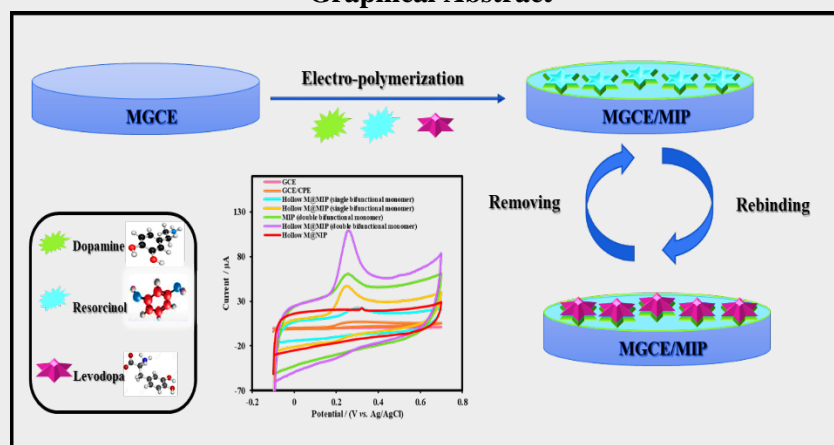 Graphical Abstract
Electro-polymerization
MGCE
MGCE/MIP
Removing
Rebinding
MGCE/MIP
Dopamine
Resorcinol
Levodopa
GCE
GCE/CPE
Hollow M@MIP (single bifunctional monomer)
Hollow M@MIP (single bifunctional monomer)
MIP (double bifunctional monomer)
Hollow M@MIP (double bifunctional monomer)
Hollow M@NIP
Current / µA
130
80
30
-20
-70
-0.2 0 0.2 0.4 0.6 0.8
Potential / (V vs. Ag/AgCl)